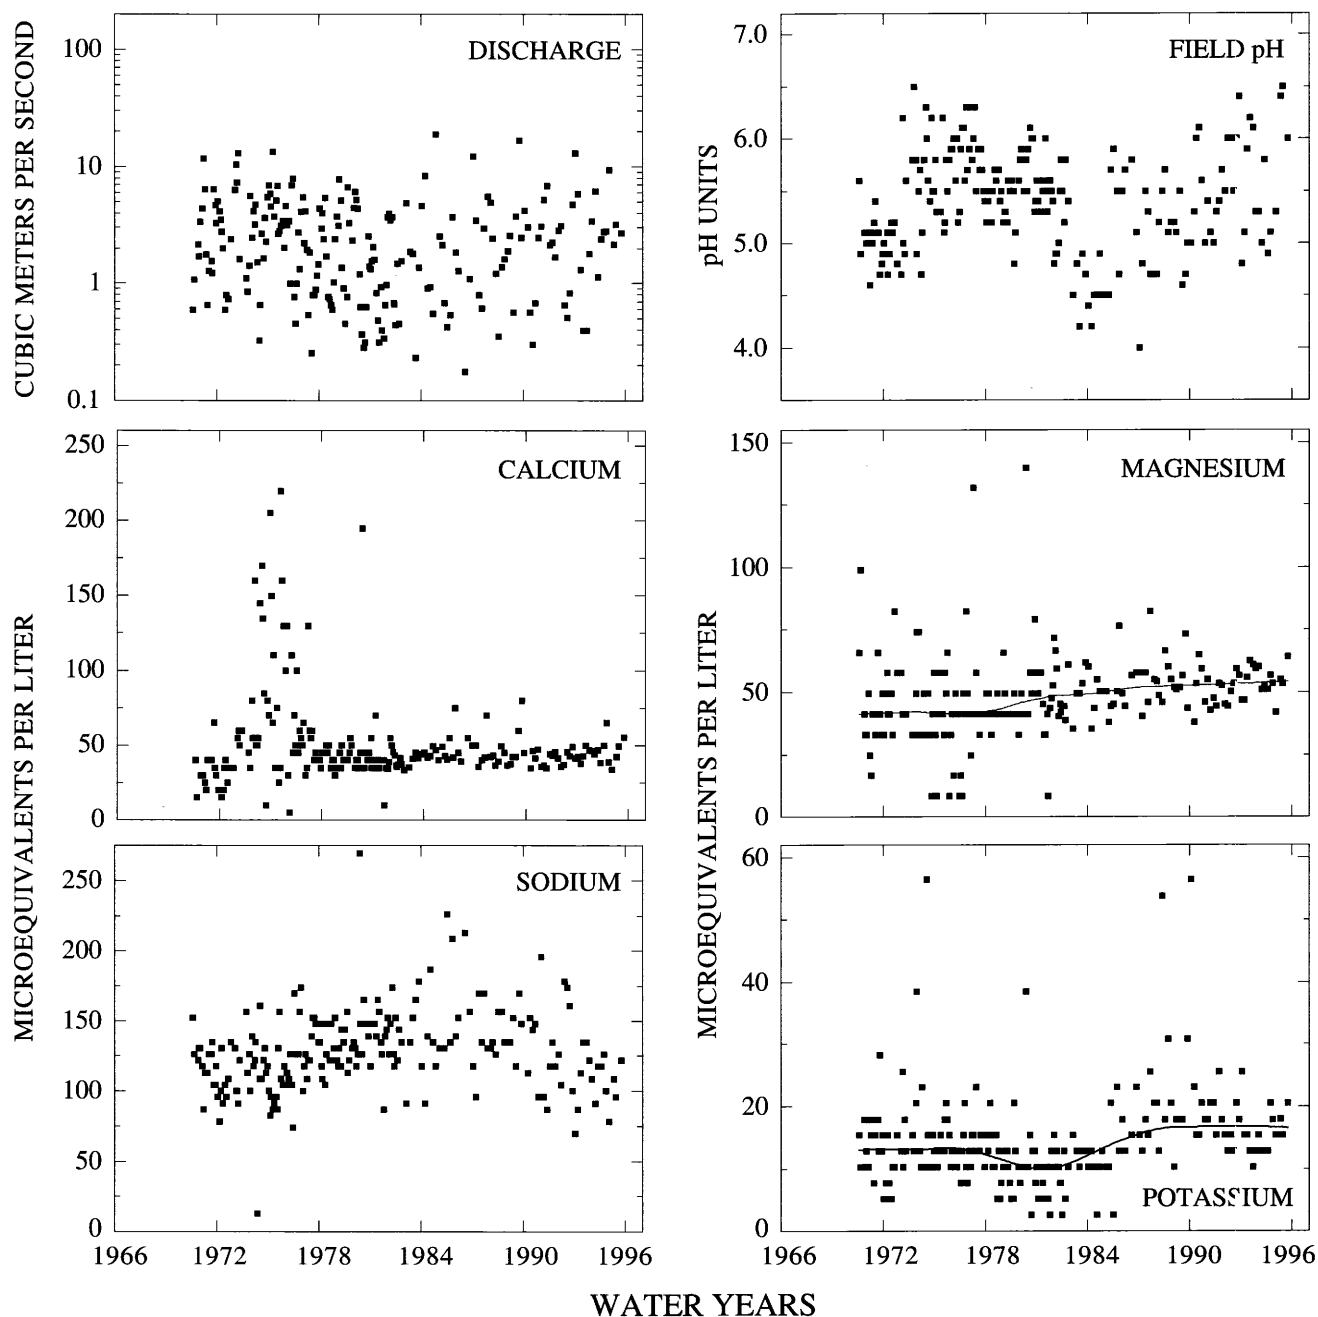 CUBIC METERS PER SECOND
100
10
1
0.1
DISCHARGE
pH UNITS
7.0
6.0
5.0
4.0
FIELD pH
MICROEQUIVALENTS PER LITER
250
200
150
100
50
0
CALCIUM
MICROEQUIVALENTS PER LITER
150
100
50
0
MAGNESIUM
250
200
150
100
50
0
SODIUM
60
40
20
0
POTASSIUM
1966 1972 1978 1984 1990 1996
1966 1972 1978 1984 1990 1996
WATER YEARS